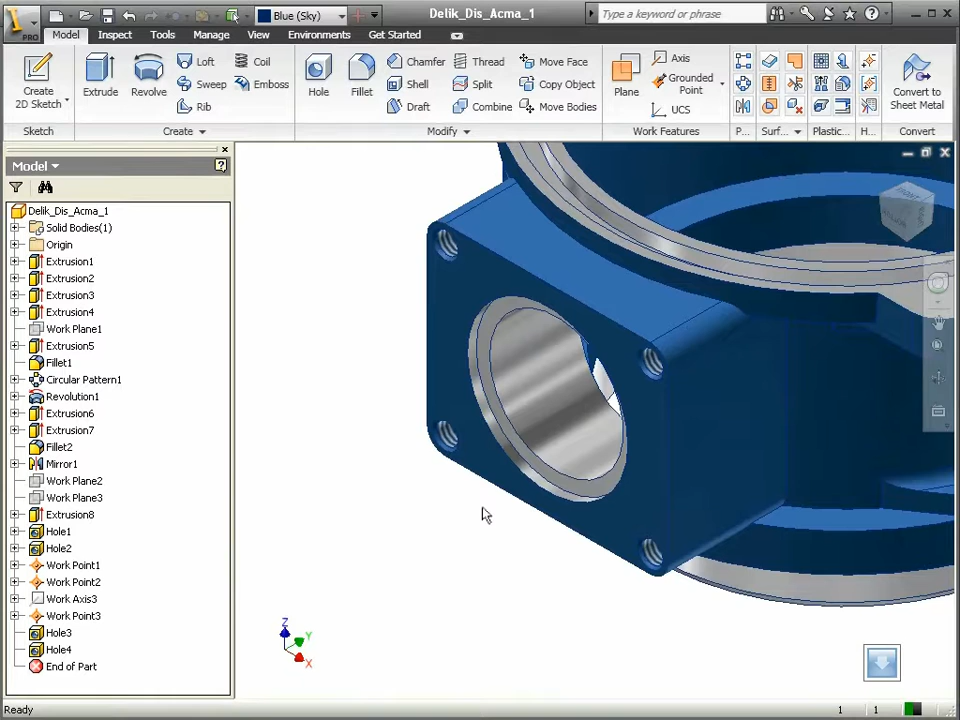 Blue (Sky)
Delik_Dis_Acma_1
Type a keyword or phrase
PRO
Model
Inspect
Tools
Manage
View
Environments
Get Started
Create
2D Sketch
Extrude
Revolve
Loft
Sweep
Rib
Coil
Emboss
Hole
Fillet
Chamfer
Shell
Draft
Thread
Split
Combine
Move Face
Copy Object
Move Bodies
Plane
Axis
Grounded
Point
UCS
Convert to
Sheet Metal
Sketch
Create
Modify
Work Features
P...
Surf...
Plastic...
H...
Convert
Model
Delik_Dis_Acma_1
Solid Bodies(1)
Origin
Extrusion1
Extrusion2
Extrusion3
Extrusion4
Work Plane1
Extrusion5
Fillet1
Circular Pattern1
Revolution1
Extrusion6
Extrusion7
Fillet2
Mirror1
Work Plane2
Work Plane3
Extrusion8
Hole1
Hole2
Work Point1
Work Point2
Work Axis3
Work Point3
Hole3
Hole4
End of Part
Z
Y
X
Ready
1
1